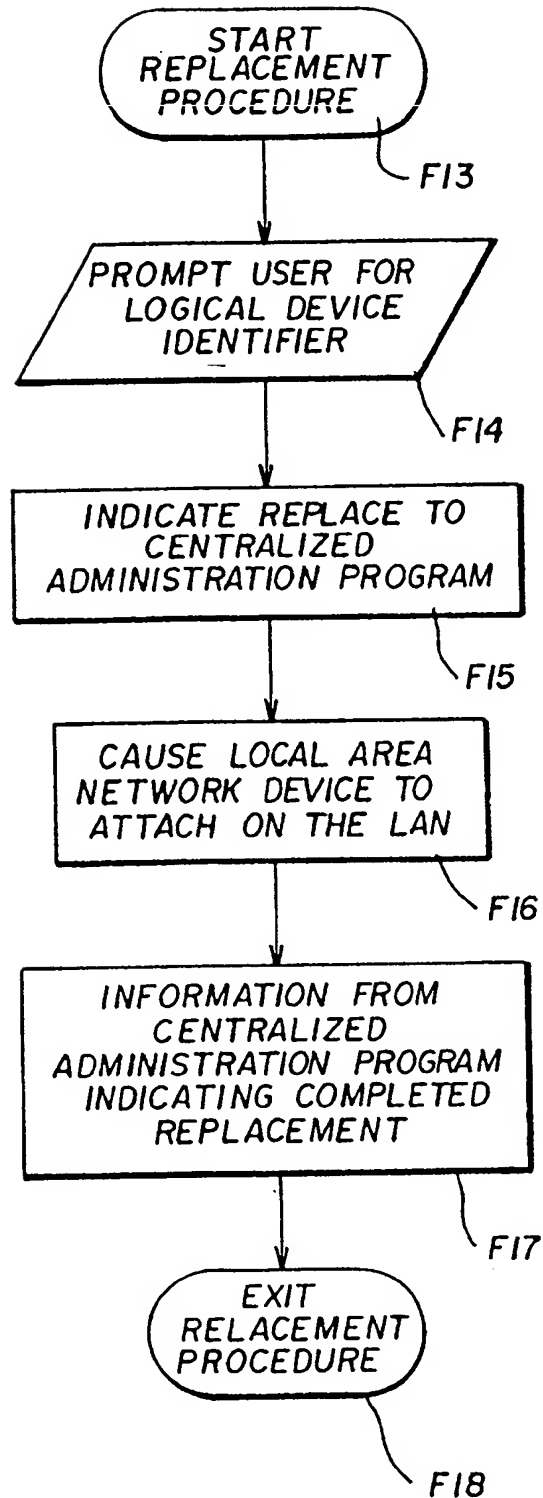 START
REPLACEMENT
PROCEDURE
F13
PROMPT USER FOR
LOGICAL DEVICE
IDENTIFIER
F14
INDICATE REPLACE TO
CENTRALIZED
ADMINISTRATION PROGRAM
F15
CAUSE LOCAL AREA
NETWORK DEVICE TO
ATTACH ON THE LAN
F16
INFORMATION FROM
CENTRALIZED
ADMINISTRATION PROGRAM
INDICATING COMPLETED
REPLACEMENT
F17
EXIT
RELACEMENT
PROCEDURE
F18